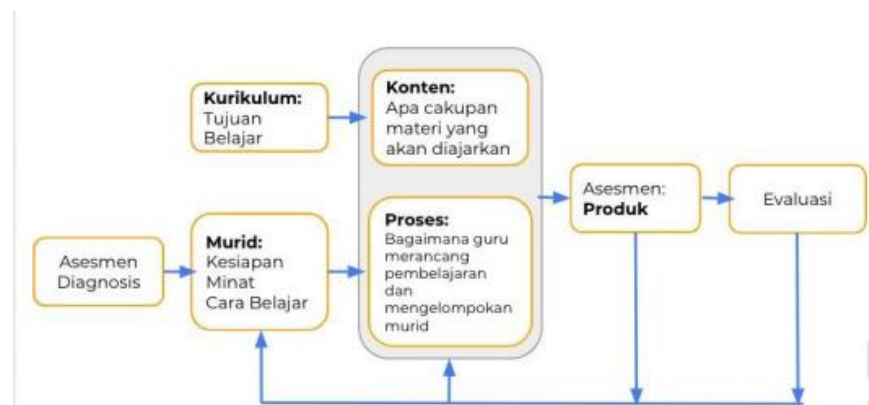 Kurikulum:
Tujuan
Belajar
Konten:
Apa cakupan
materi yang
akan diajarkan
Asesmen
Diagnosis
Murid:
Kesiapan
Minat
Cara Belajar
Proses:
Bagaimana guru
merancang
pembelajaran
dan
mengelompokan
murid
Asesmen:
Produk
Evaluasi